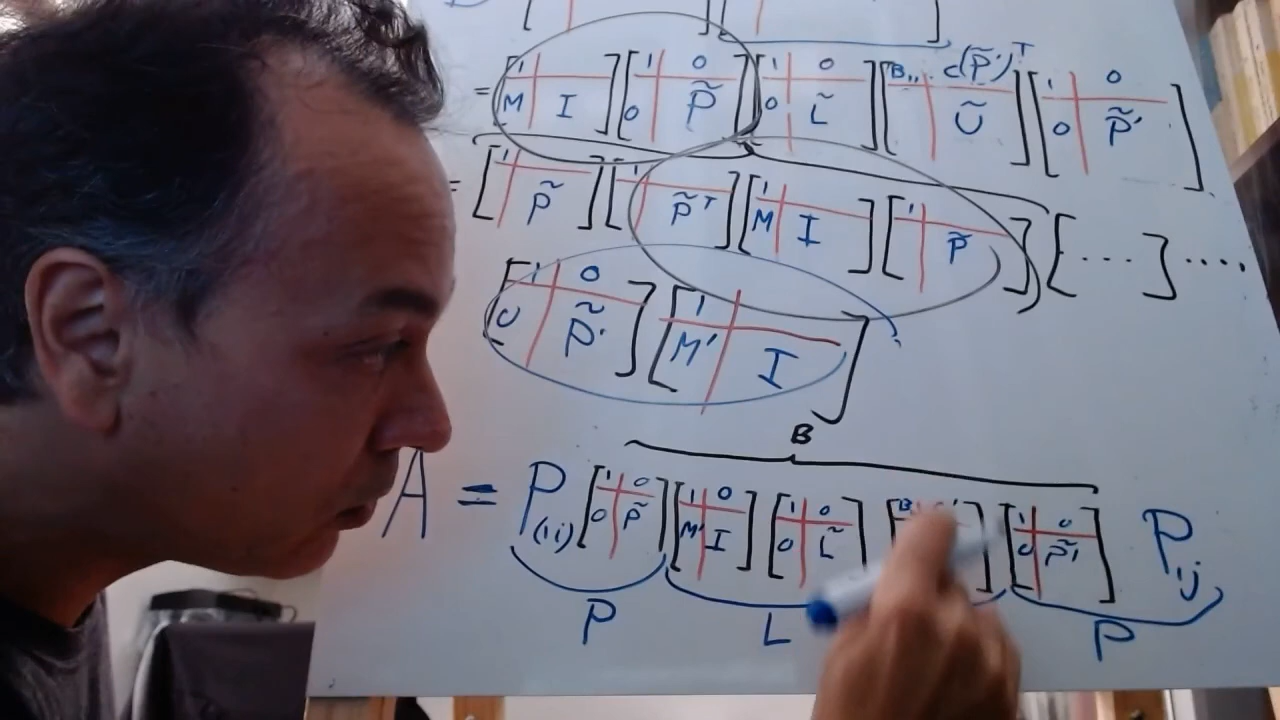 = [1 M I] [1 0 0 P̃] [1 0 0 L̃] [B₁₁ C(P̃')ᵀ Ũ] [1 0 0 P̃']
= [1 P̃] [1 P̃ᵀ] [1 M I] [1 P̃] [....] ....
[1 0 0 P̃'] [1 M' I]
B
A = P₍₁ᵢ₎ [1 0 0 P̃] [1 0 M' I] [1 0 0 L̃] [B [1 0 0 P̃'] P₁ⱼ
P L P